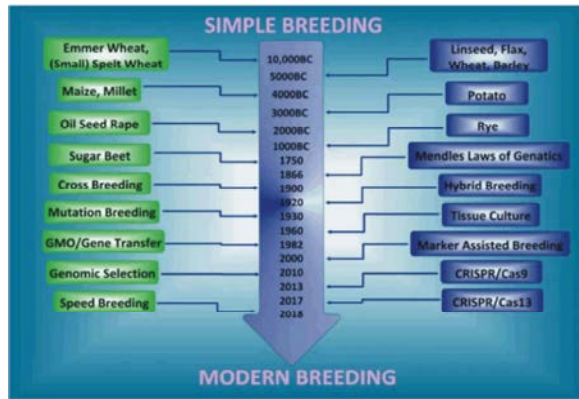 SIMPLE BREEDING
Emmer Wheat,
(Small) Spelt Wheat
Maize, Millet
Oil Seed Rape
Sugar Beet
Cross Breeding
Mutation Breeding
GMO/Gene Transfer
Genomic Selection
Speed Breeding
10,000BC
5000BC
4000BC
3000BC
2000BC
1000BC
1750
1866
1900
1920
1930
1960
1982
2000
2010
2013
2017
2018
Linseed, Flax,
Wheat, Barley
Potato
Rye
Mendles Laws of Genatics
Hybrid Breeding
Tissue Culture
Marker Assisted Breeding
CRISPR/Cas9
CRISPR/Cas13
MODERN BREEDING